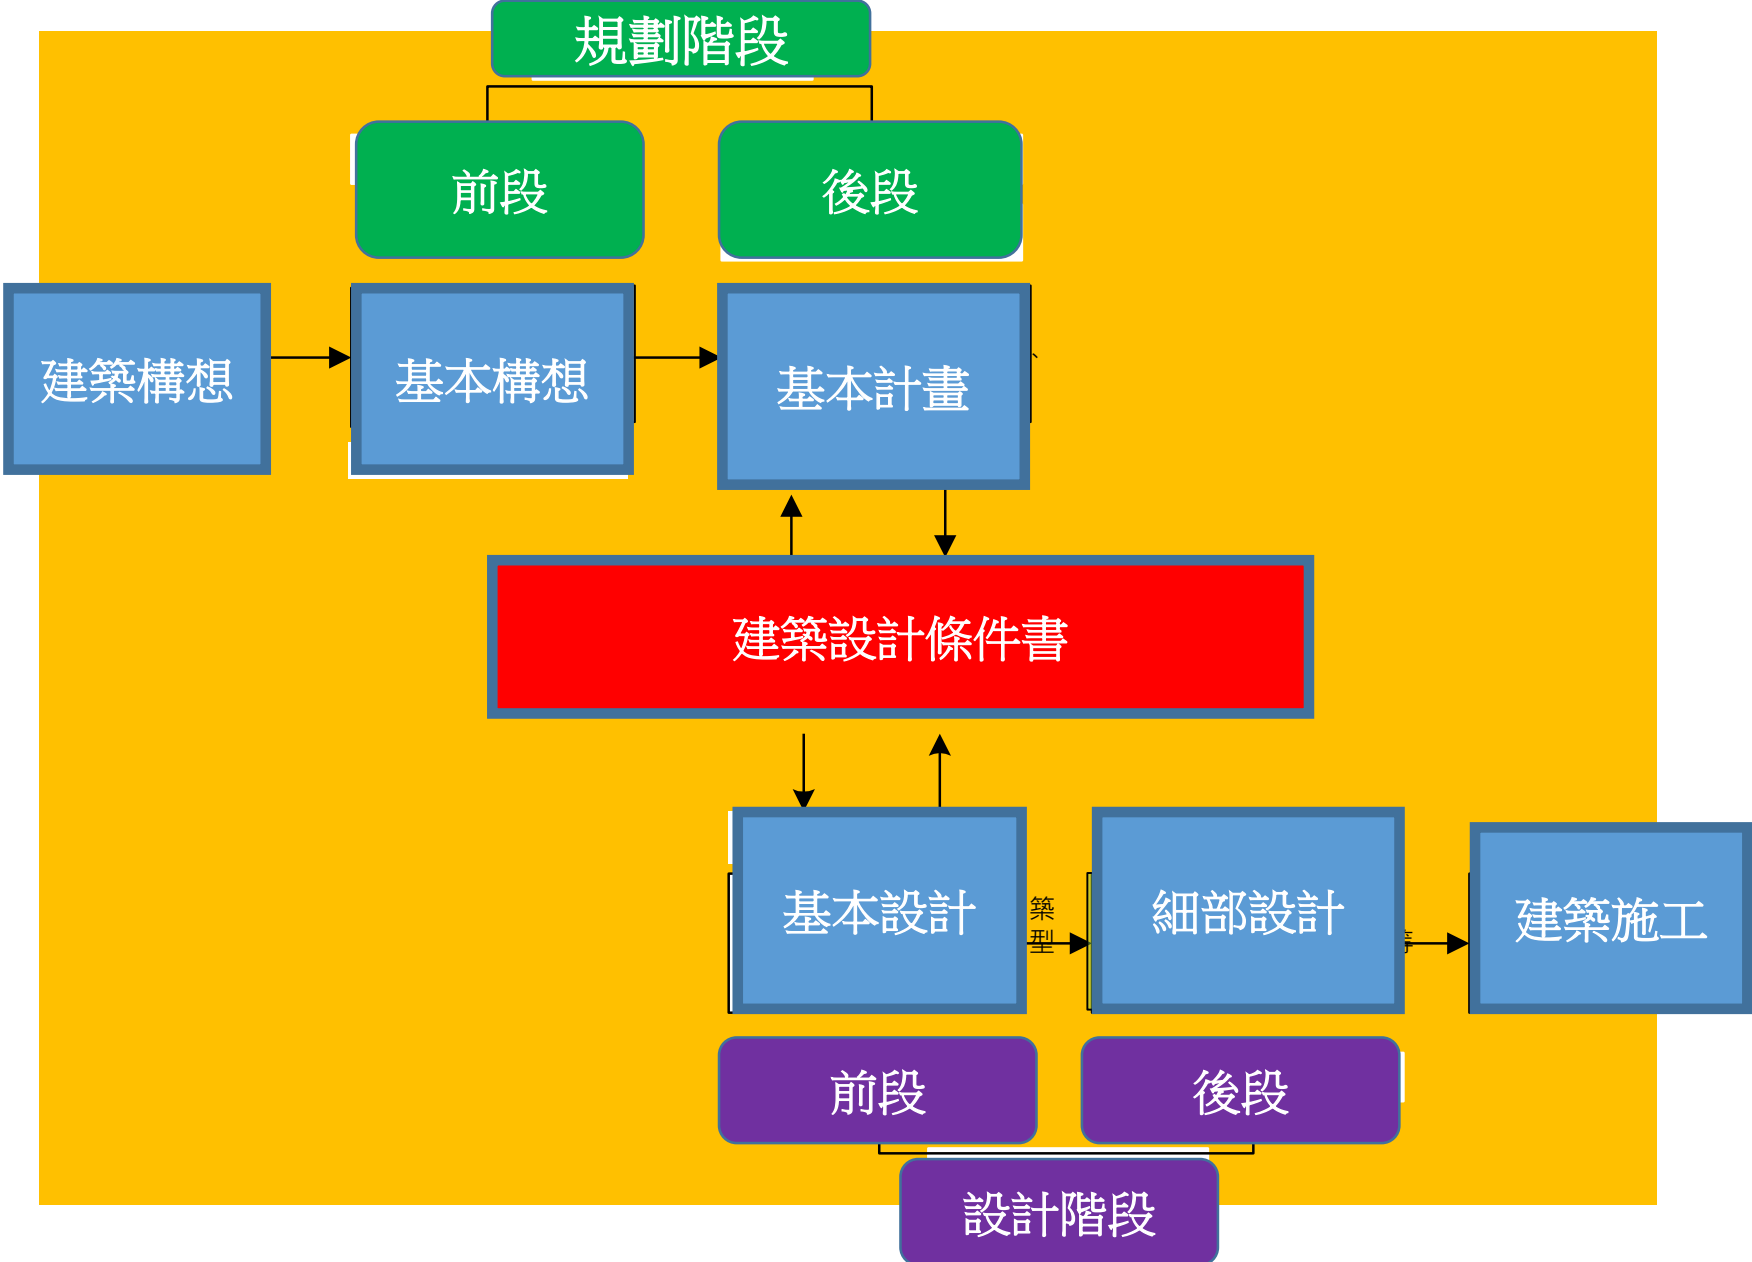 規劃階段
前段
後段
建築構想
基本構想
基本計畫
、
建築設計條件書
基本設計
築
型
細部設計
建築施工
前段
後段
設計階段